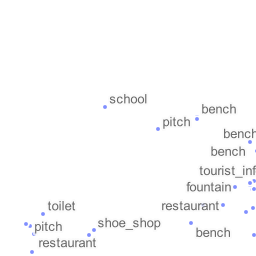 school
bench
pitch
bench
bench
tourist_inf
fountain
restaurant
toilet
shoe_shop
pitch
bench
restaurant